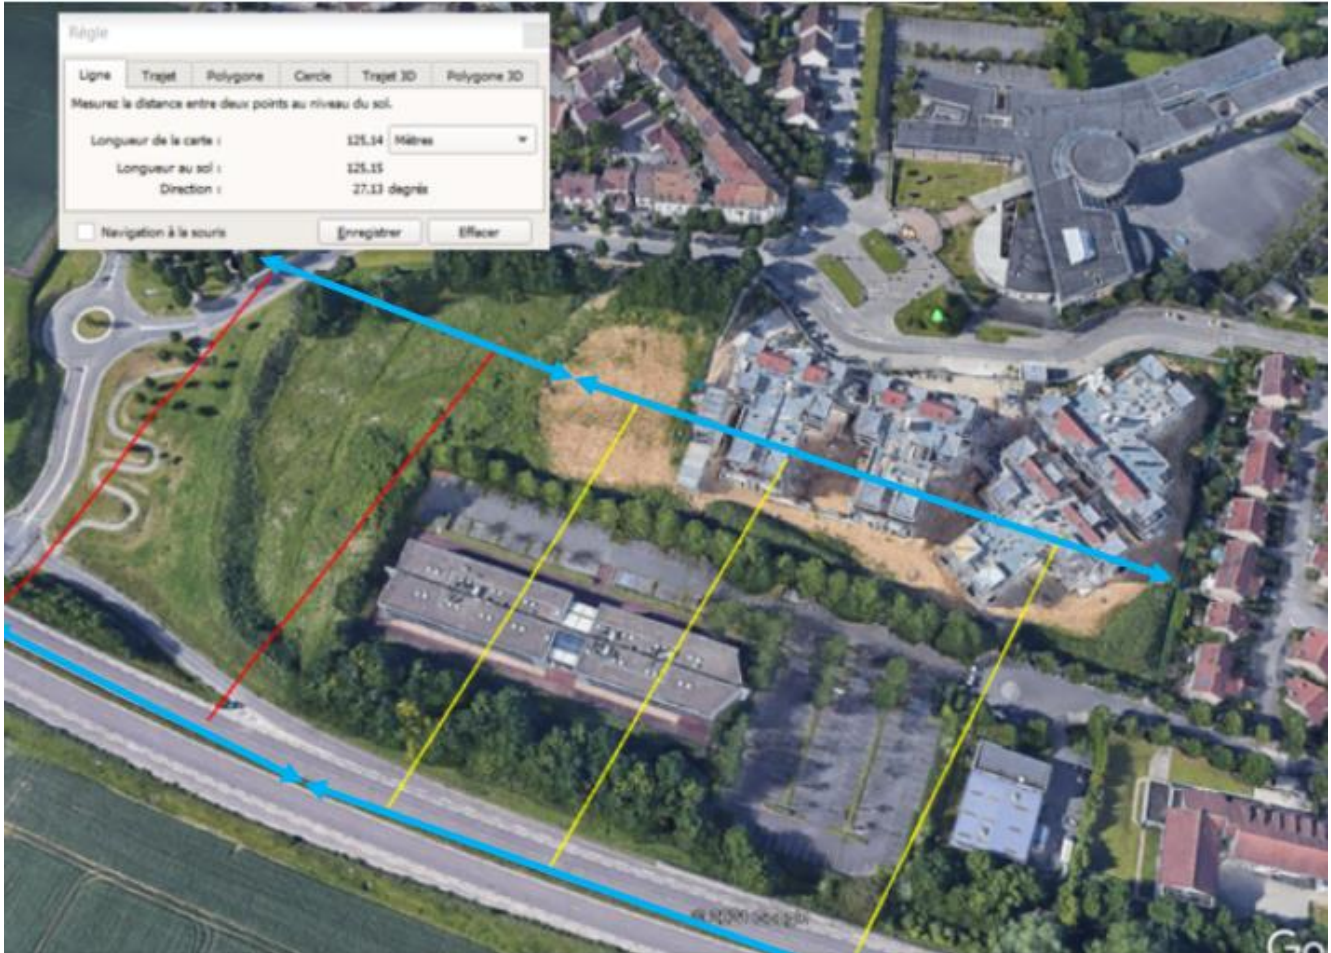 Règle
Ligne Trajet Polygone Cercle Trajet 3D Polygone 3D
Mesurez la distance entre deux points au niveau du sol.
Longueur de la carte : 125,14 Mètres
Longueur au sol : 125,15
Direction : 27,13 degrés
Navigation à la souris Enregistrer Effacer
Go